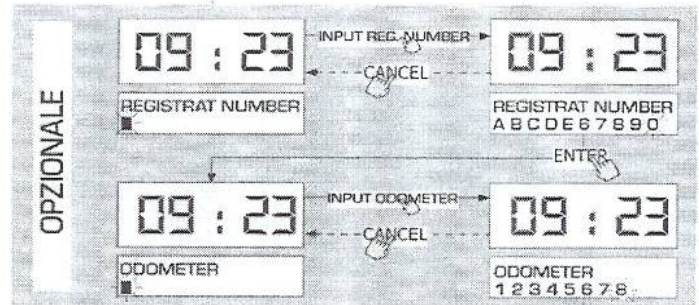 OPZIONALE
09:23
INPUT REG. NUMBER
09:23
CANCEL
REGISTRAT NUMBER
REGISTRAT NUMBER
ABCDE67890
ENTER
09:23
INPUT ODOMETER
09:23
CANCEL
ODOMETER
ODOMETER
12345678